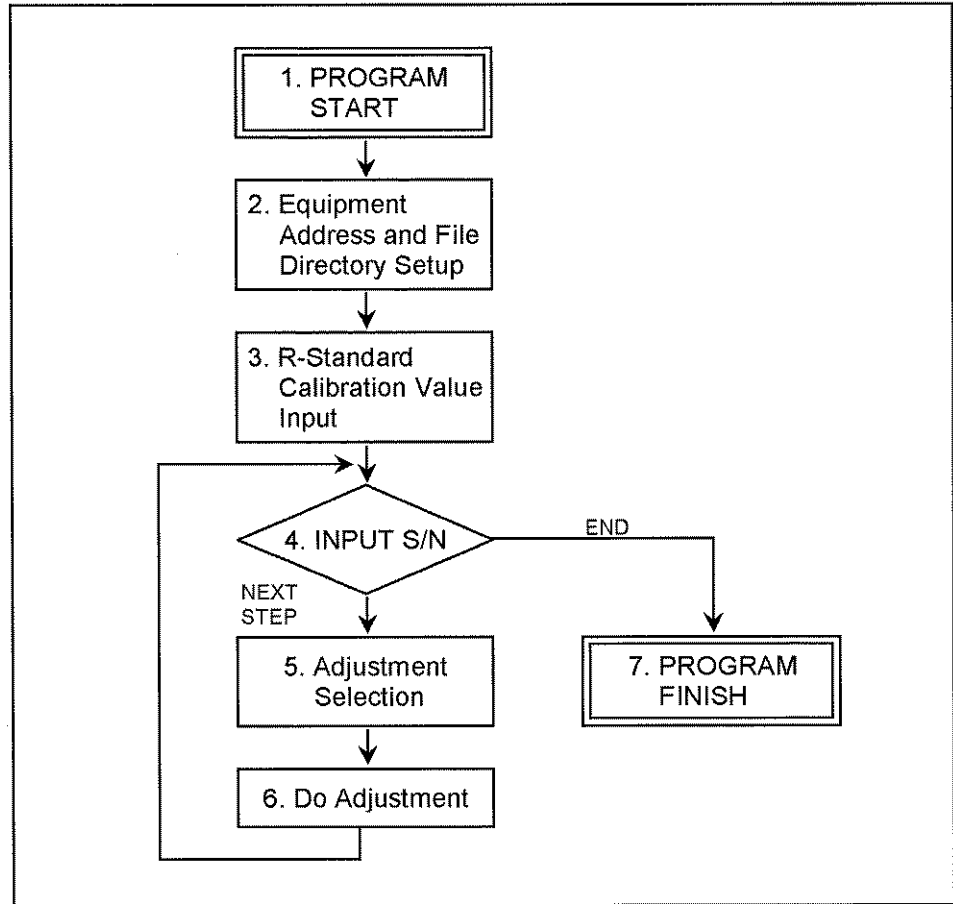 1. PROGRAM
START
2. Equipment
Address and File
Directory Setup
3. R-Standard
Calibration Value
Input
4. INPUT S/N
END
NEXT
STEP
5. Adjustment
Selection
7. PROGRAM
FINISH
6. Do Adjustment